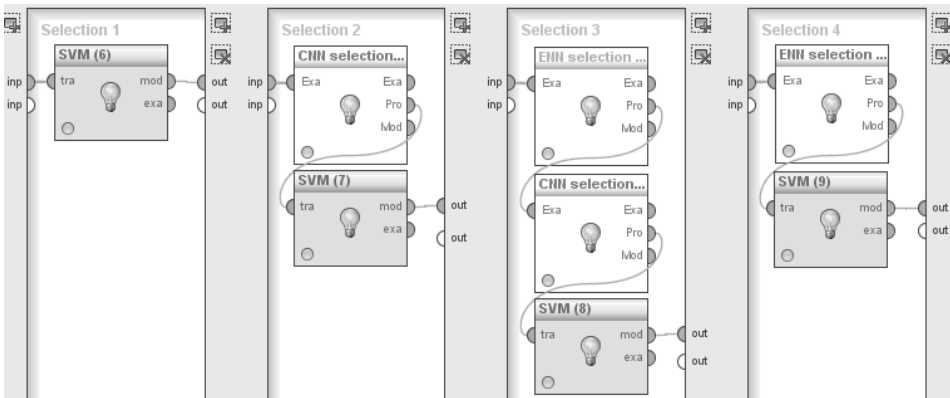 Selection 1
SVM (6)
inp
tra
mod
out
inp
exa
out
Selection 2
CNN selection...
inp
Exa
Exa
inp
Pro
Mod
SVM (7)
tra
mod
out
exa
out
Selection 3
ENN selection ...
inp
Exa
Exa
inp
Pro
Mod
CNN selection...
Exa
Exa
Pro
Mod
SVM (8)
tra
mod
out
exa
out
Selection 4
ENN selection ...
inp
Exa
Exa
inp
Pro
Mod
SVM (9)
tra
mod
out
exa
out